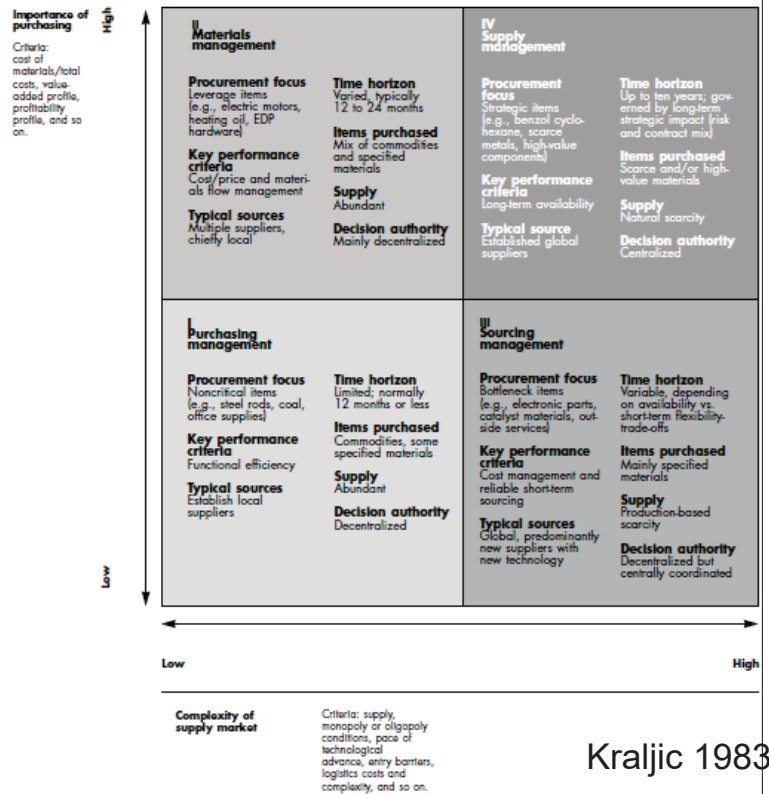 Importance of
purchasing
Criteria:
cost of
materials/total
costs, value-
added profile,
profitability
profile, and so
on.
High
Low
II
Materials
management
Procurement focus
Leverage items
(e.g., electric motors,
heating oil, EDP
hardware)
Key performance
criteria
Cost/price and materi-
als flow management
Typical sources
Multiple suppliers,
chiefly local
Time horizon
Varied, typically
12 to 24 months
Items purchased
Mix of commodities
and specified
materials
Supply
Abundant
Decision authority
Mainly decentralized
IV
Supply
management
Procurement
focus
Strategic items
(e.g., benzol cyclo-
hexane, scarce
metals, high-value
components)
Key performance
criteria
Long-term availability
Typical source
Established global
suppliers
Time horizon
Up to ten years; gov-
erned by long-term
strategic impact (risk
and contract mix)
Items purchased
Scarce and/or high-
value materials
Supply
Natural scarcity
Decision authority
Centralized
I
Purchasing
management
Procurement focus
Noncritical items
(e.g., steel rods, coal,
office supplies)
Key performance
criteria
Functional efficiency
Typical sources
Establish local
suppliers
Time horizon
Limited; normally
12 months or less
Items purchased
Commodities, some
specified materials
Supply
Abundant
Decision authority
Decentralized
III
Sourcing
management
Procurement focus
Bottleneck items
(e.g., electronic parts,
catalyst materials, out-
side services)
Key performance
criteria
Cost management and
reliable short-term
sourcing
Typical sources
Global, predominantly
new suppliers with
new technology
Time horizon
Variable, depending
on availability vs.
short-term flexibility-
trade-offs
Items purchased
Mainly specified
materials
Supply
Production-based
scarcity
Decision authority
Decentralized but
centrally coordinated
Low
High
Complexity of
supply market
Criteria: supply,
monopoly or oligopoly
conditions, pace of
technological
advance, entry barriers,
logistics costs and
complexity, and so on.
Kraljic 1983